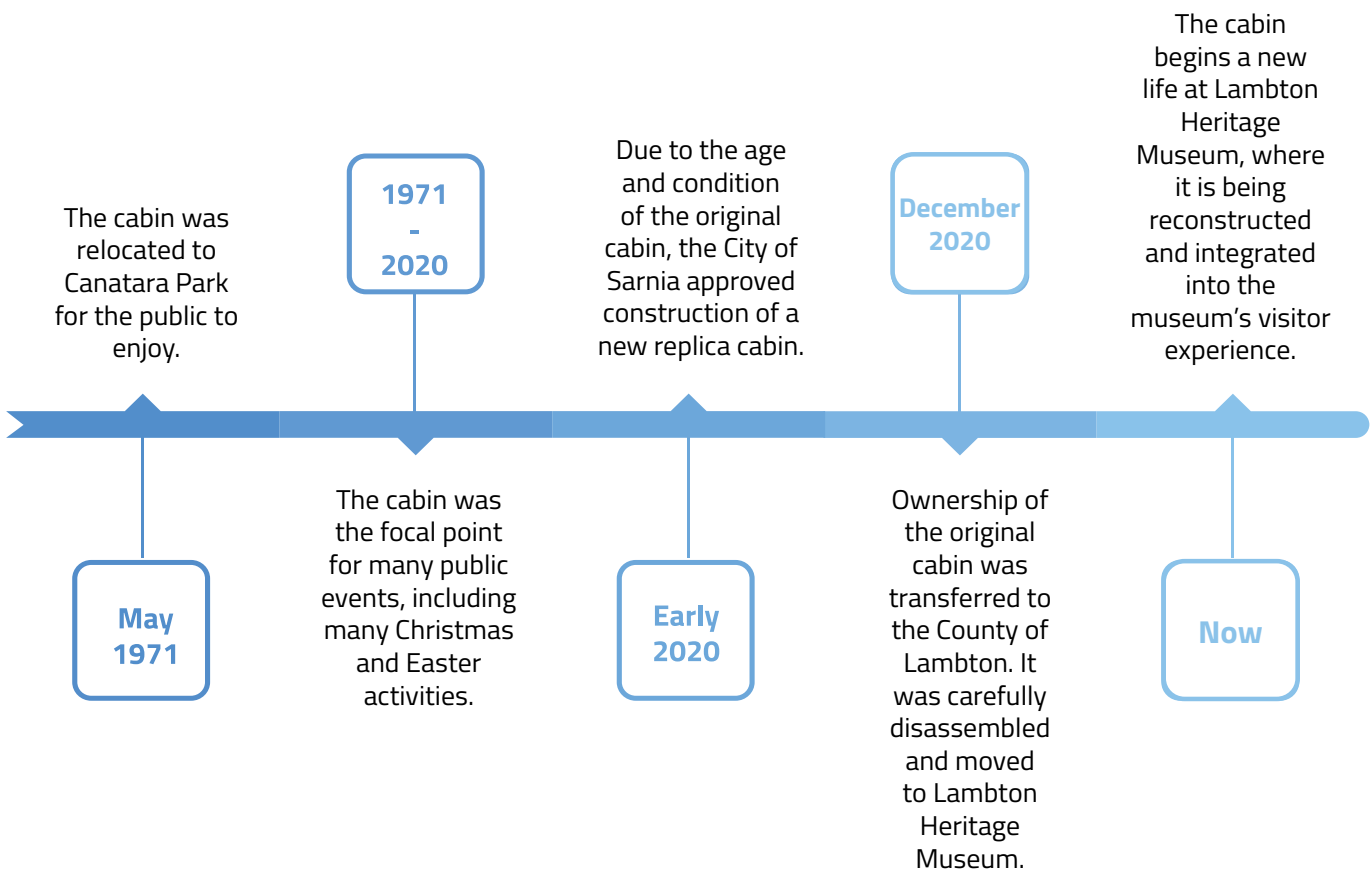 The cabin was
relocated to
Canatara Park
for the public to
enjoy.
May
1971
1971
-
2020
The cabin was
the focal point
for many public
events, including
many Christmas
and Easter
activities.
Due to the age
and condition
of the original
cabin, the City of
Sarnia approved
construction of a
new replica cabin.
Early
2020
December
2020
Ownership of
the original
cabin was
transferred to
the County of
Lambton. It
was carefully
disassembled
and moved
to Lambton
Heritage
Museum.
The cabin
begins a new
life at Lambton
Heritage
Museum, where
it is being
reconstructed
and integrated
into the
museum’s visitor
experience.
Now